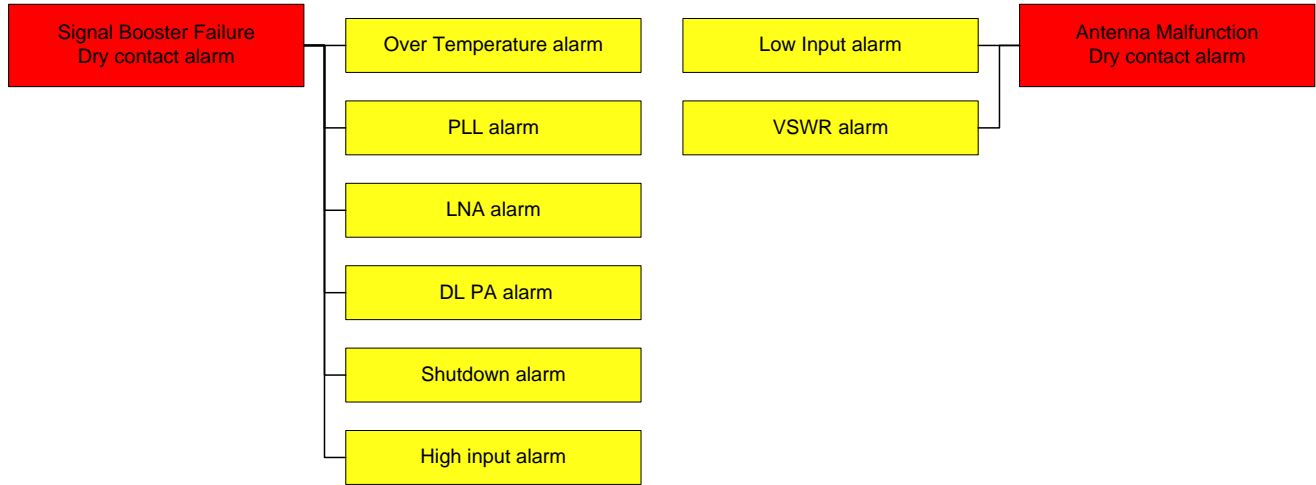 Signal Booster Failure
Dry contact alarm
Over Temperature alarm
PLL alarm
LNA alarm
DL PA alarm
Shutdown alarm
High input alarm
Low Input alarm
VSWR alarm
Antenna Malfunction
Dry contact alarm